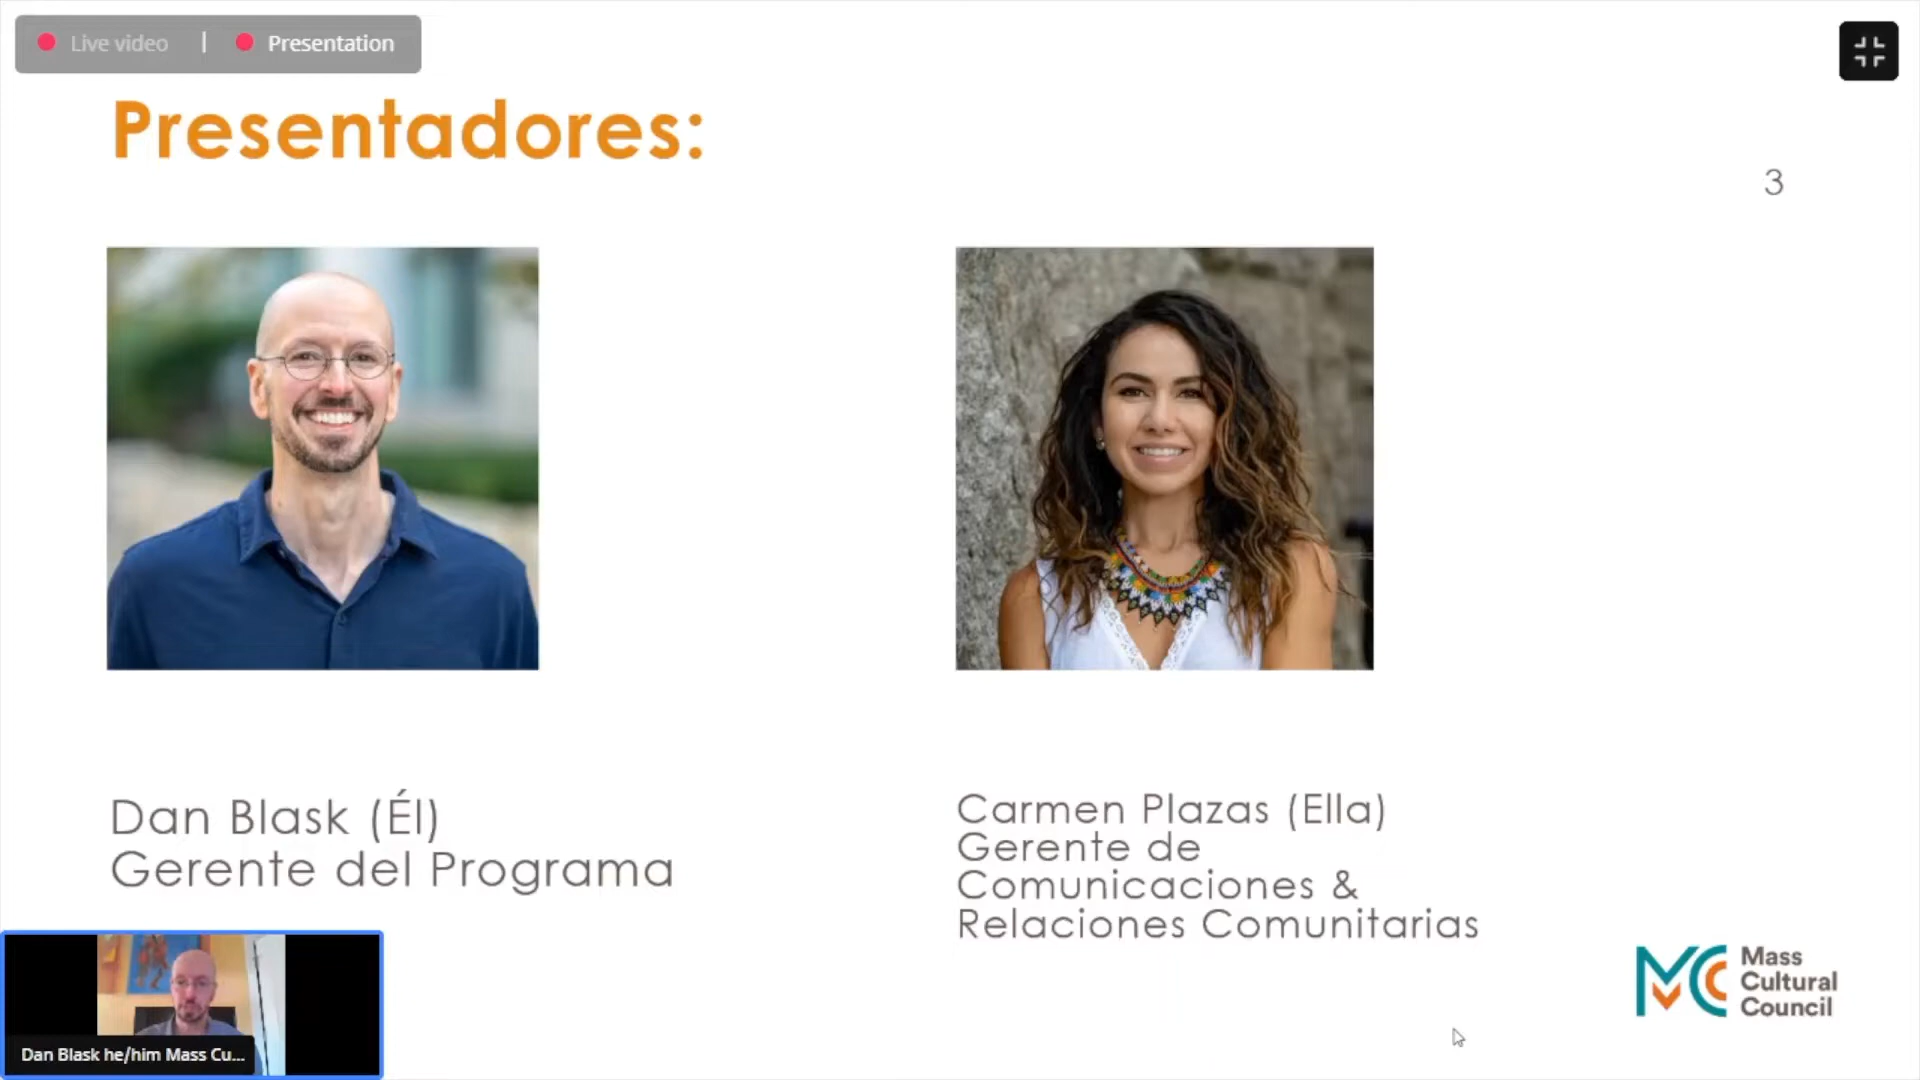 Live video | Presentation
Presentadores:
3
Dan Blask (Él)
Gerente del Programa
Carmen Plazas (Ella)
Gerente de
Comunicaciones &
Relaciones Comunitarias
Mass
Cultural
Council
Dan Blask he/him Mass Cu...